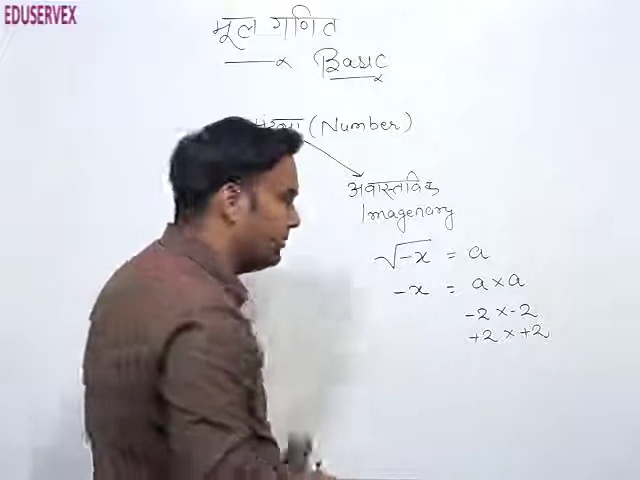 EDUSERVEX
मूल गणित
Basic
(Number)
अवास्तविक
Imagenary
√-x = a
-x = a × a
-2 × -2
+2 × +2